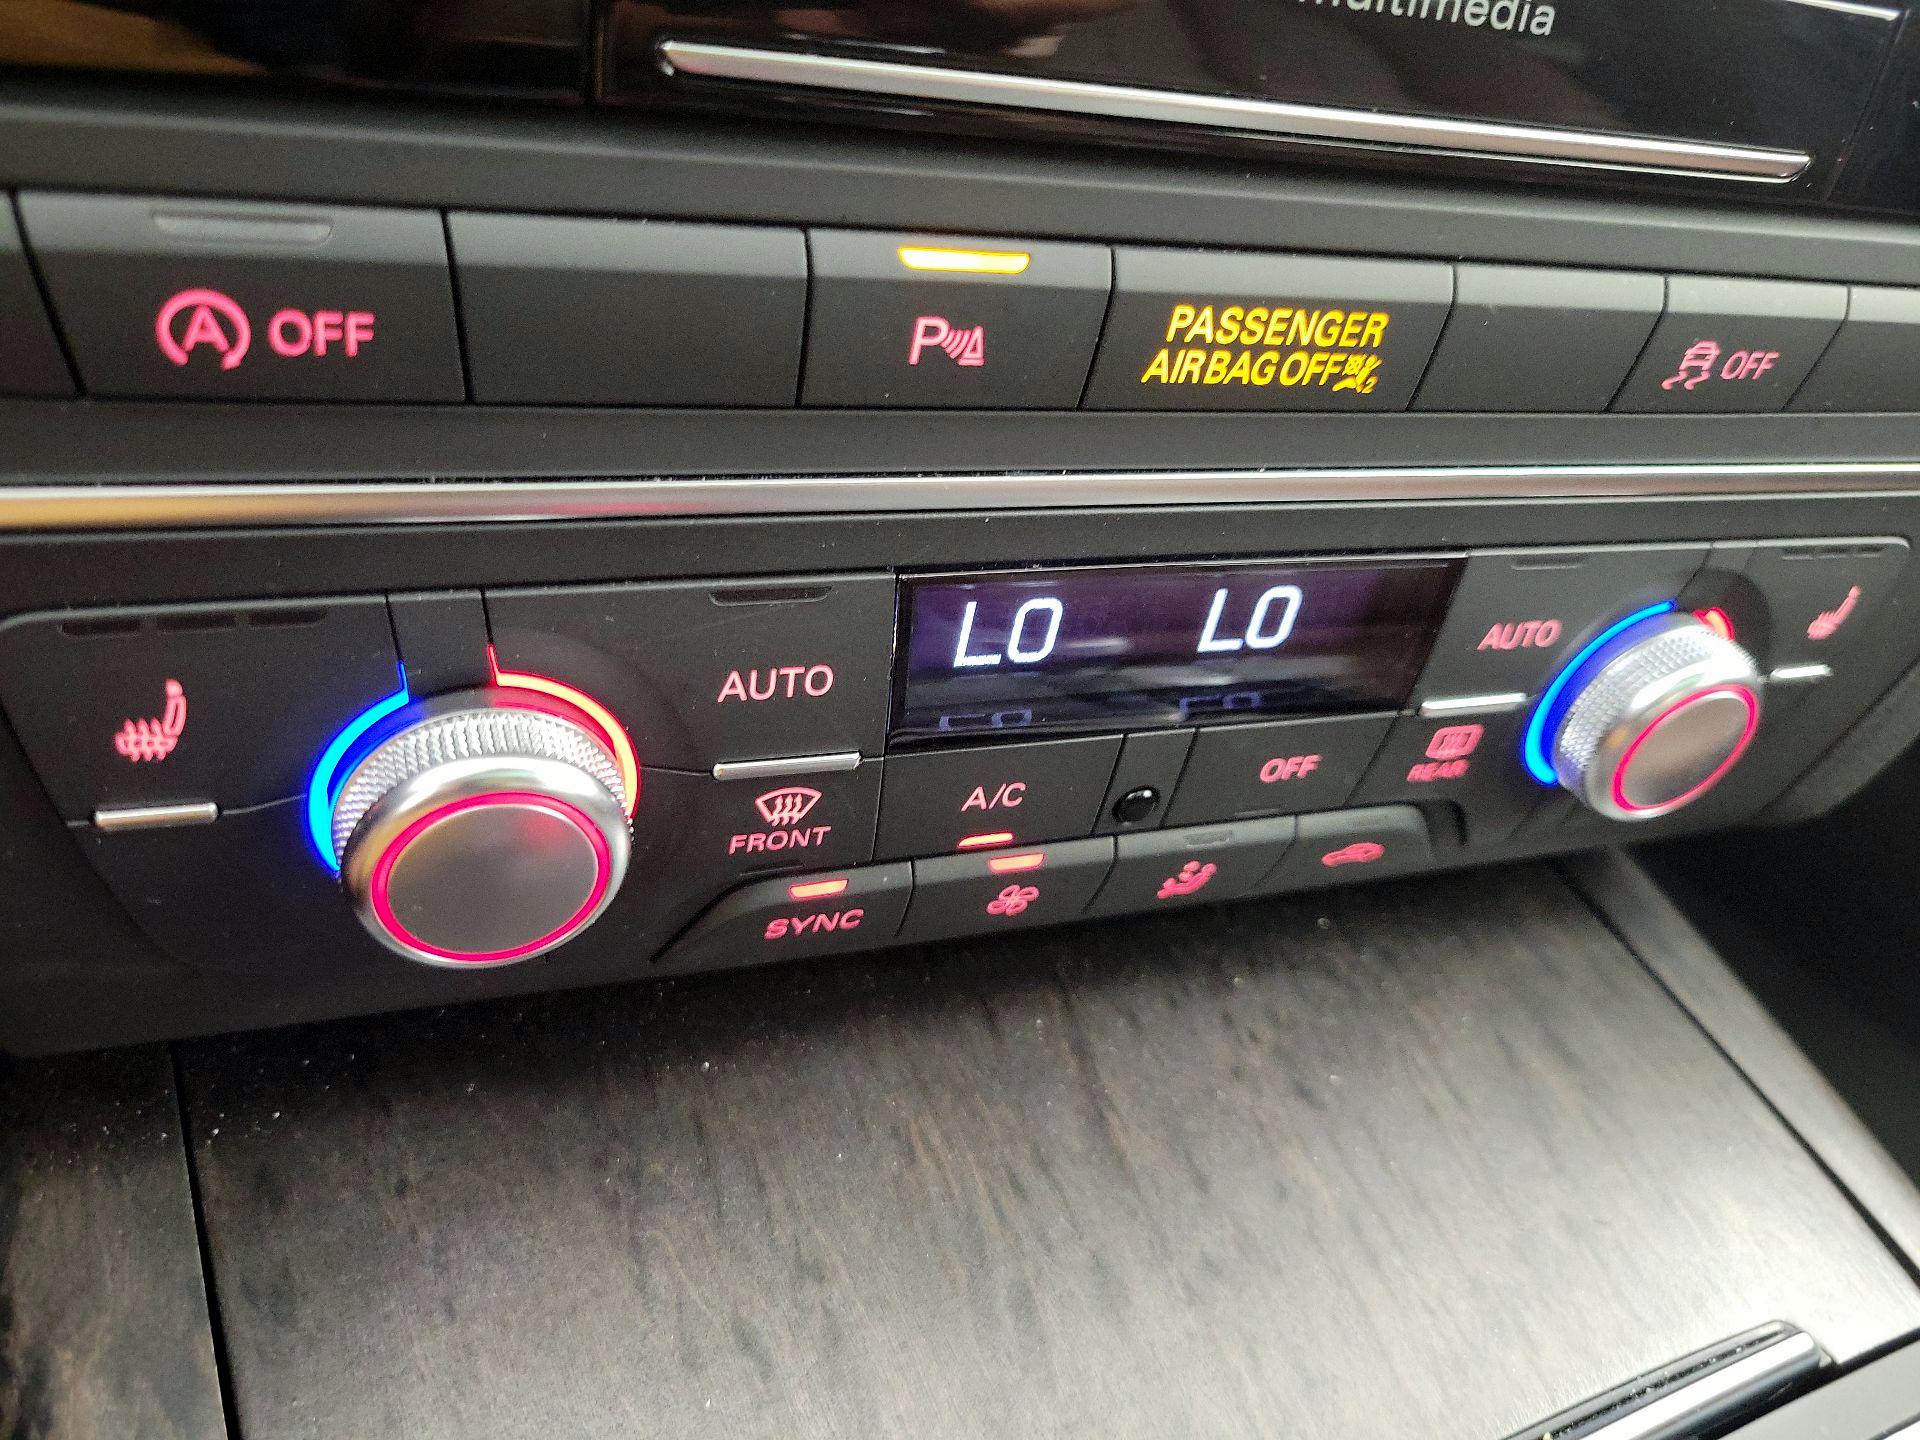 multimedia
A OFF
P
PASSENGER
AIRBAG OFF
OFF
AUTO
LO LO
AUTO
FRONT
A/C
OFF
REAR
SYNC